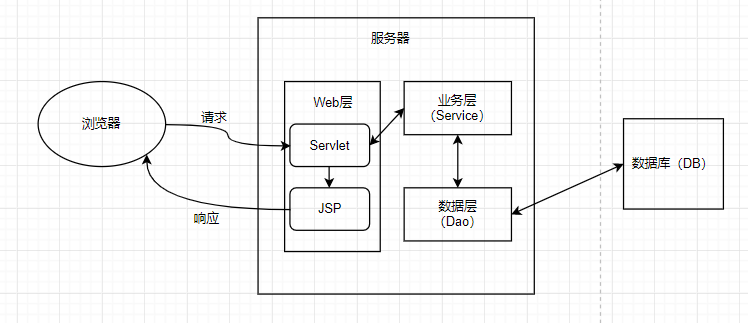 服务器
浏览器
请求
响应
Web层
Servlet
JSP
业务层
（Service）
数据层
（Dao）
数据库（DB）